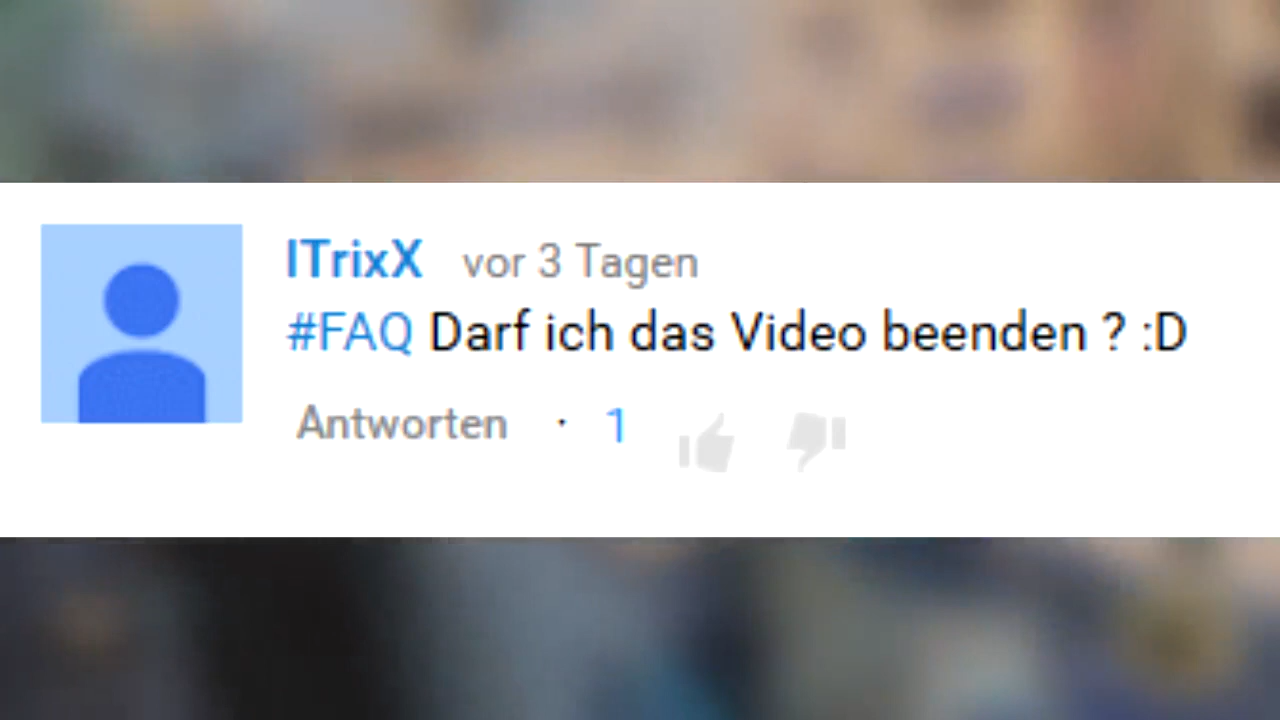 ITrixX vor 3 Tagen
#FAQ Darf ich das Video beenden ? :D
Antworten · 1